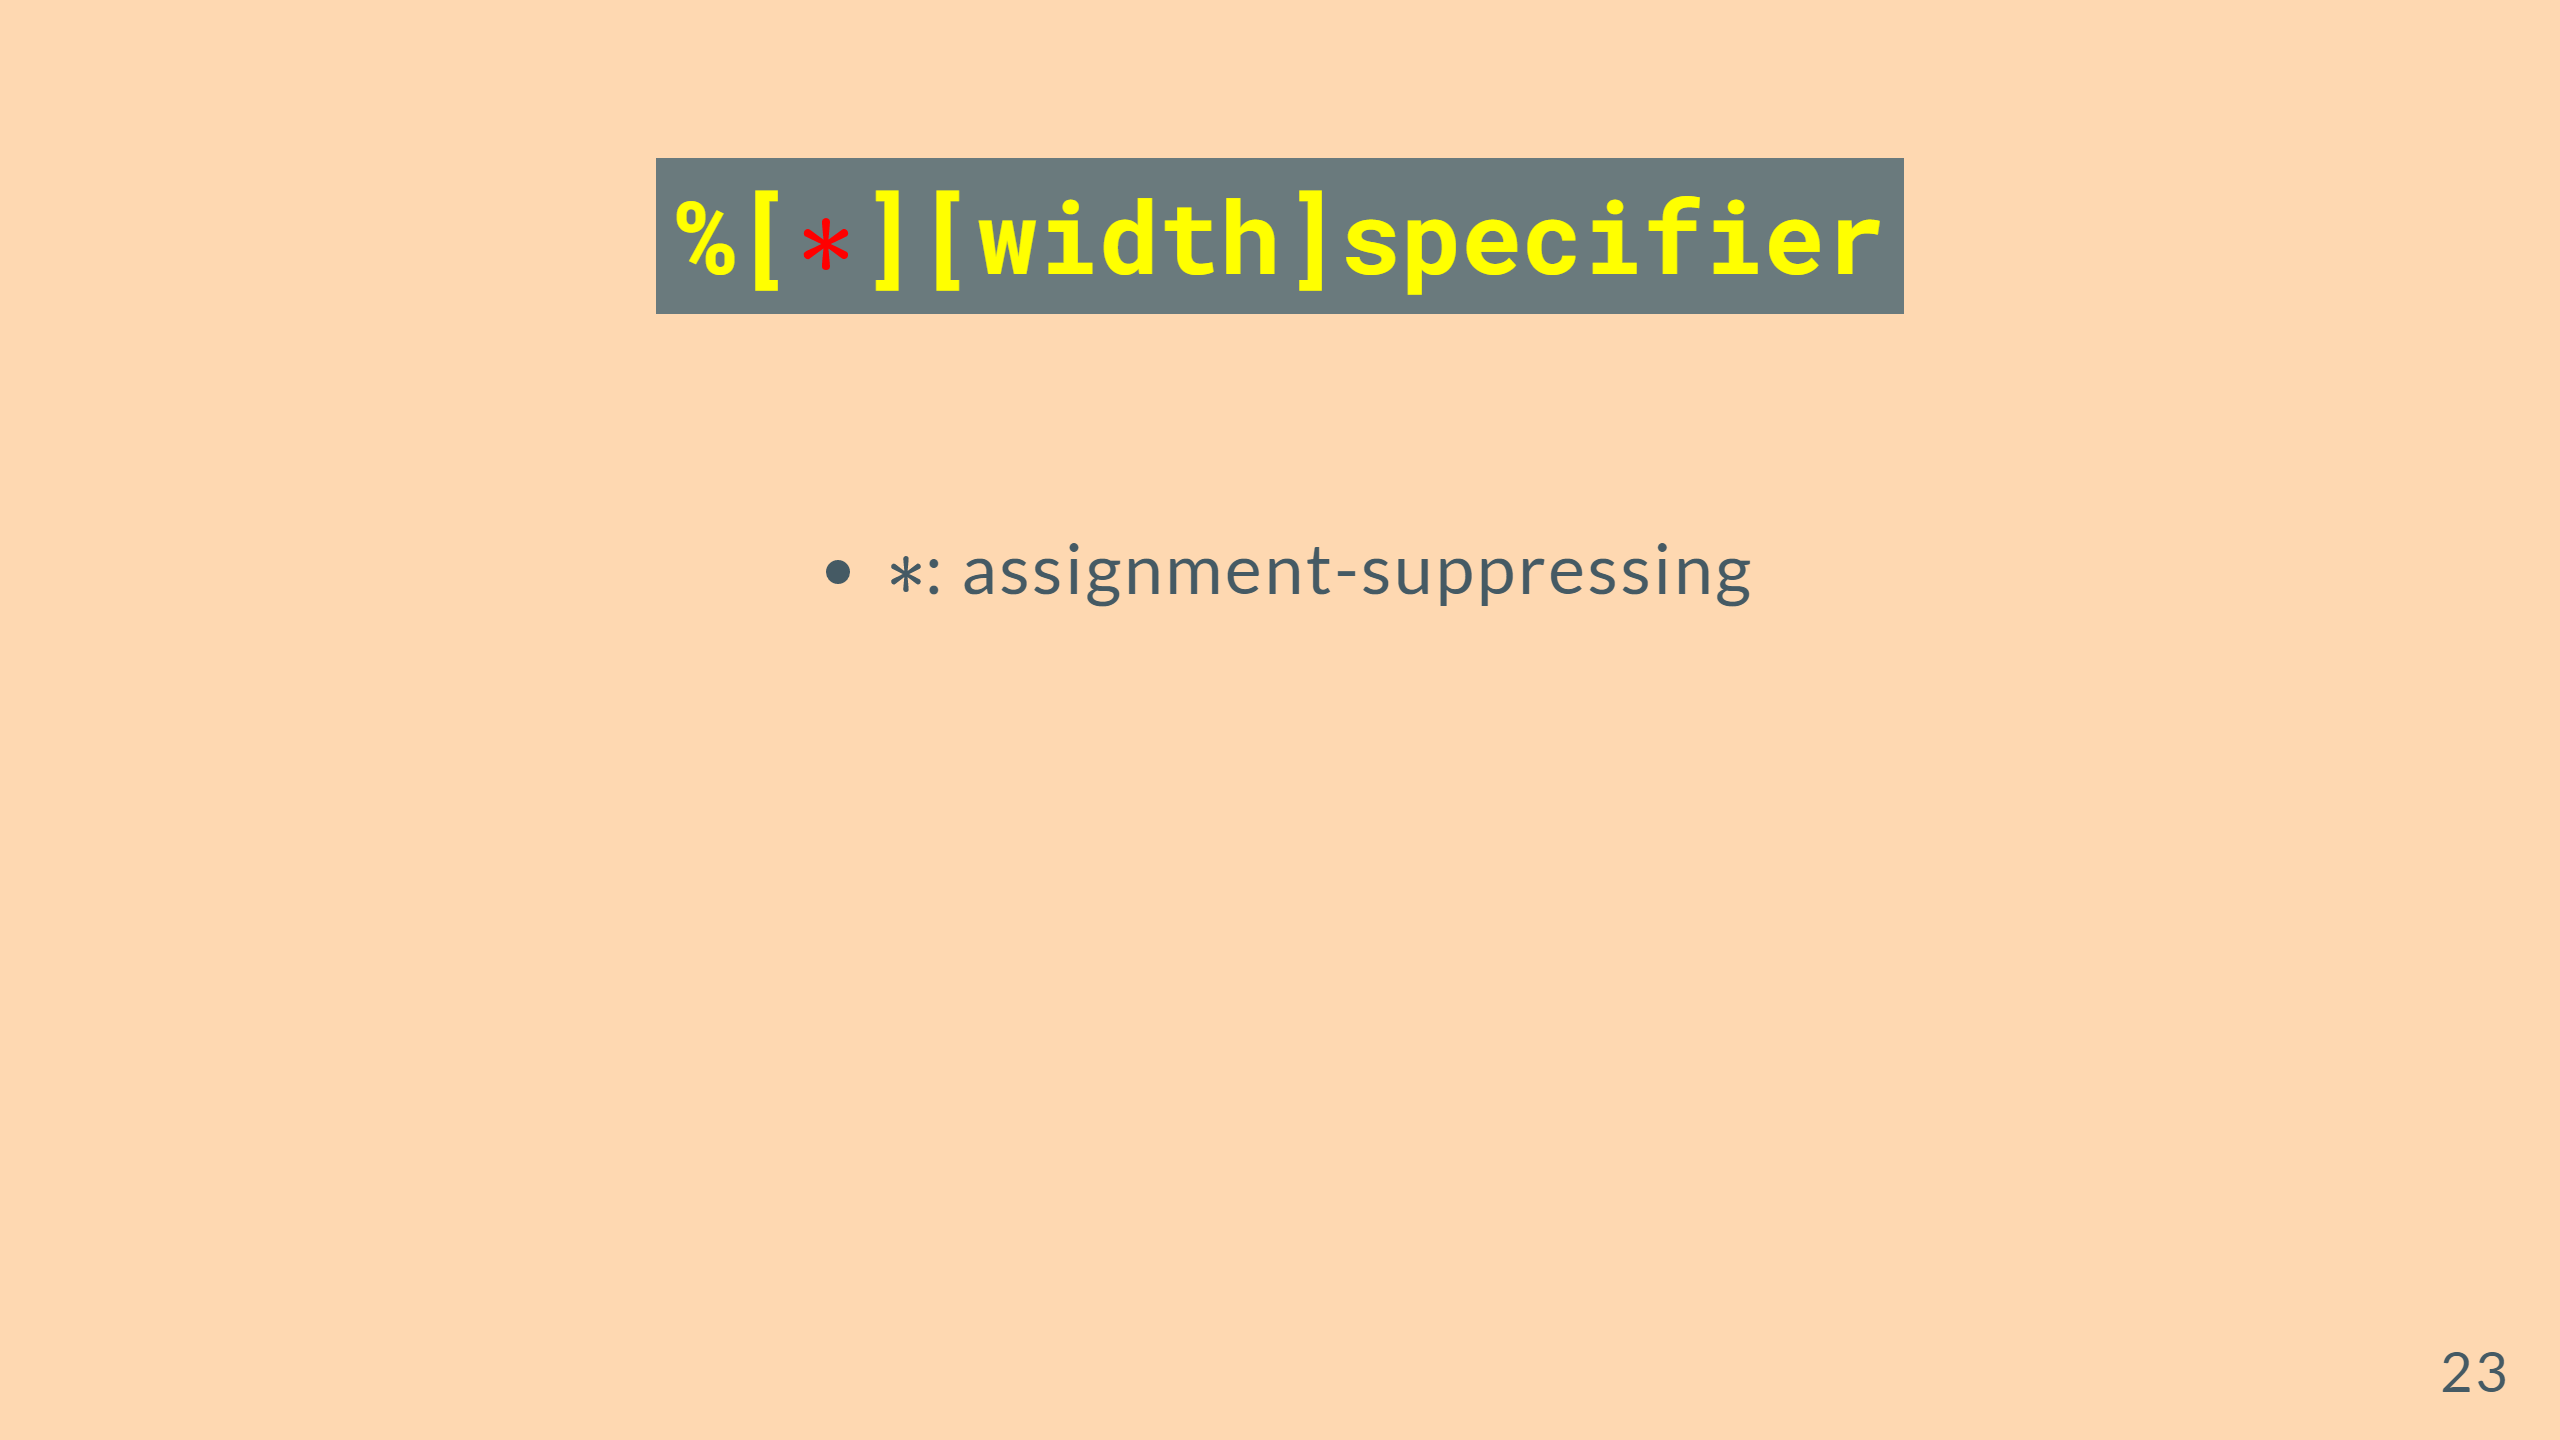 %[*][width]specifier
• *: assignment-suppressing
23